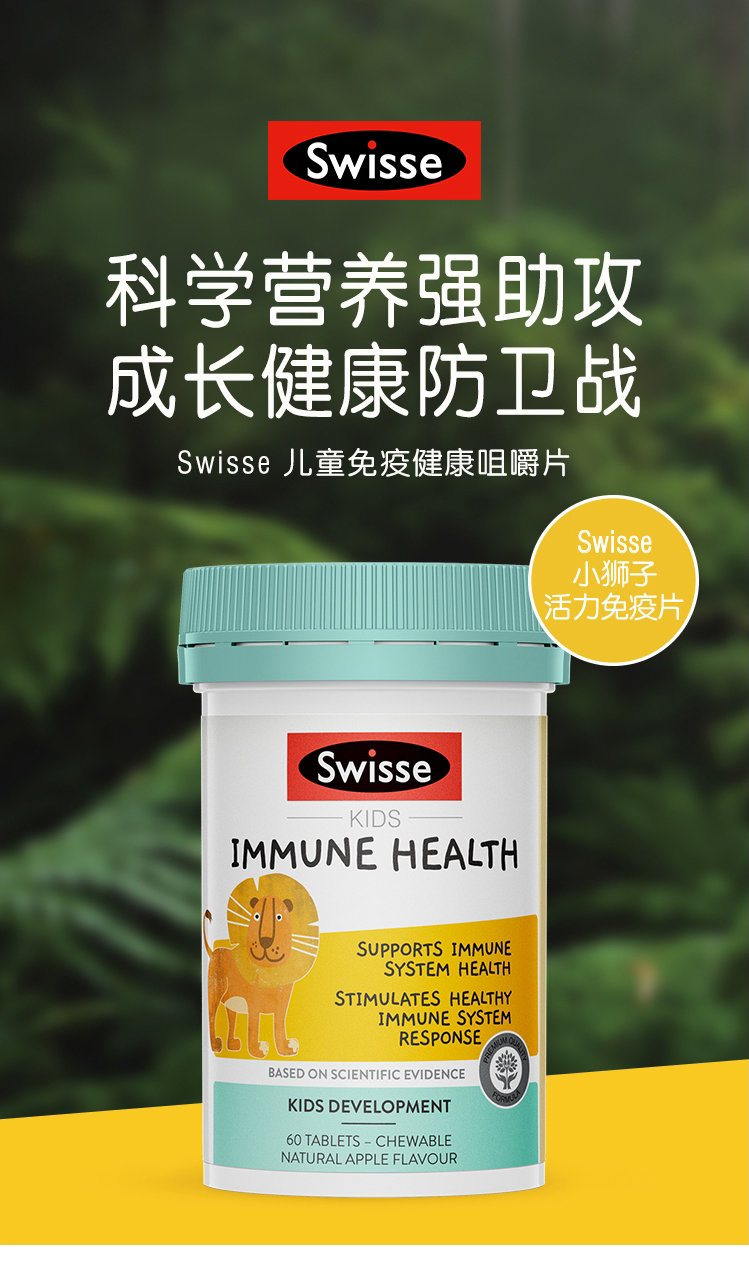 Swisse
科学营养强助攻
成长健康防卫战
Swisse 儿童免疫健康咀嚼片
Swisse
小狮子
活力免疫片
Swisse
KIDS
IMMUNE HEALTH
SUPPORTS IMMUNE
SYSTEM HEALTH
STIMULATES HEALTHY
IMMUNE SYSTEM
RESPONSE
PREMIUM QUALITY
FORMULA
BASED ON SCIENTIFIC EVIDENCE
KIDS DEVELOPMENT
60 TABLETS – CHEWABLE
NATURAL APPLE FLAVOUR